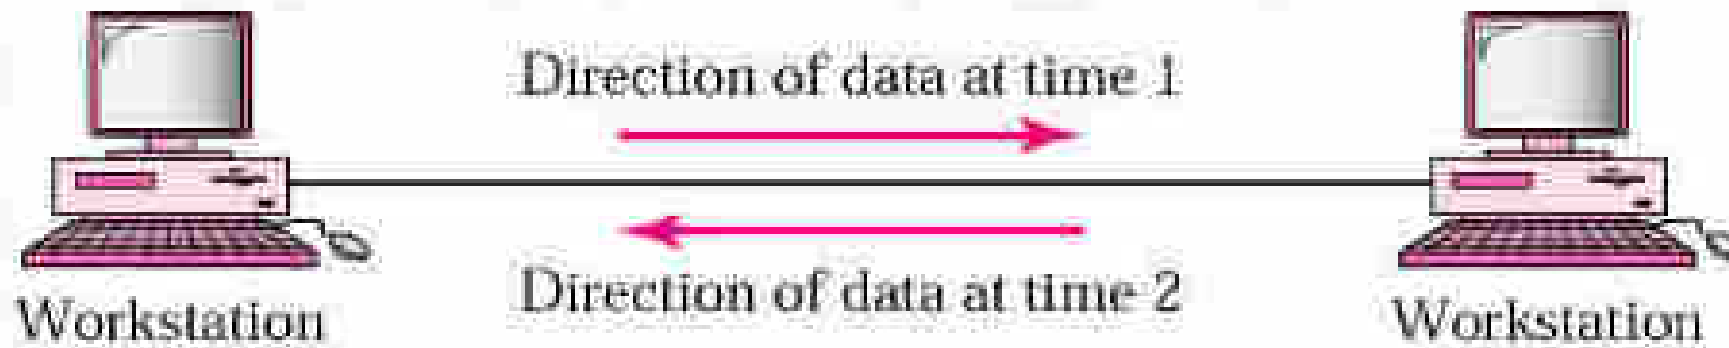 Direction of data at time 1
Direction of data at time 2
Workstation
Workstation